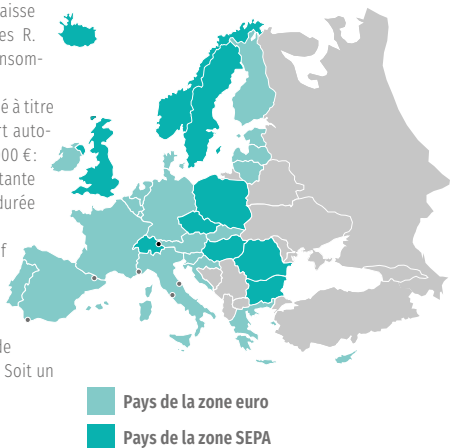 aisse
es R.
nsom-
é à titre
rt auto-
00 € :
tante
durée
f
de
Soit un
Pays de la zone euro
Pays de la zone SEPA